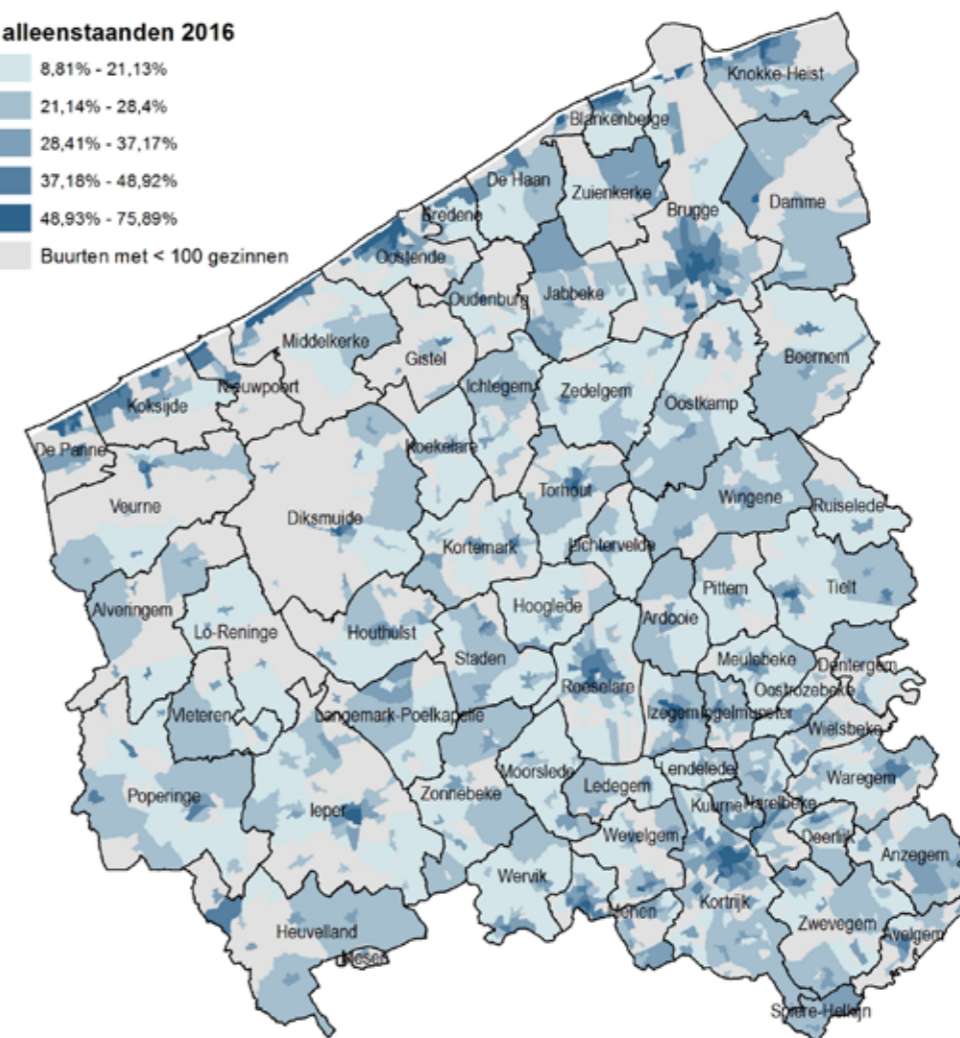 alleenstaanden 2016
8,81% - 21,13%
21,14% - 28,4%
28,41% - 37,17%
37,18% - 48,92%
48,93% - 75,89%
Buurten met < 100 gezinnen
Knokke-Heist
Blankenberge
De Haan
Zuienkerke
Damme
Bredene
Brugge
Oostende
Oudenburg
Jabbeke
Middelkerke
Gistel
Beernem
Nieuwpoort
Ichtegem
Zedelgem
Koksijde
Oostkamp
De Panne
Koekelare
Veurne
Torhout
Wingene
Ruiselede
Diksmuide
Kortemark
Lichtervelde
Pittem
Tielt
Alveringem
Hooglede
Ardooie
Lo-Reninge
Houthulst
Staden
Meulebeke
Dentergem
Roeselare
Oostrozebeke
Vleteren
Langemark-Poelkapelle
Izegem
Ingelmunster
Wielsbeke
Moorslede
Lendelede
Waregem
Poperinge
Zonnebeke
Ledegem
Ieper
Kuurne
Harelbeke
Wevelgem
Deerlijk
Anzegem
Wervik
Kortrijk
Menen
Zwevegem
Heuvelland
Avelgem
Mesen
Spiere-Helkijn